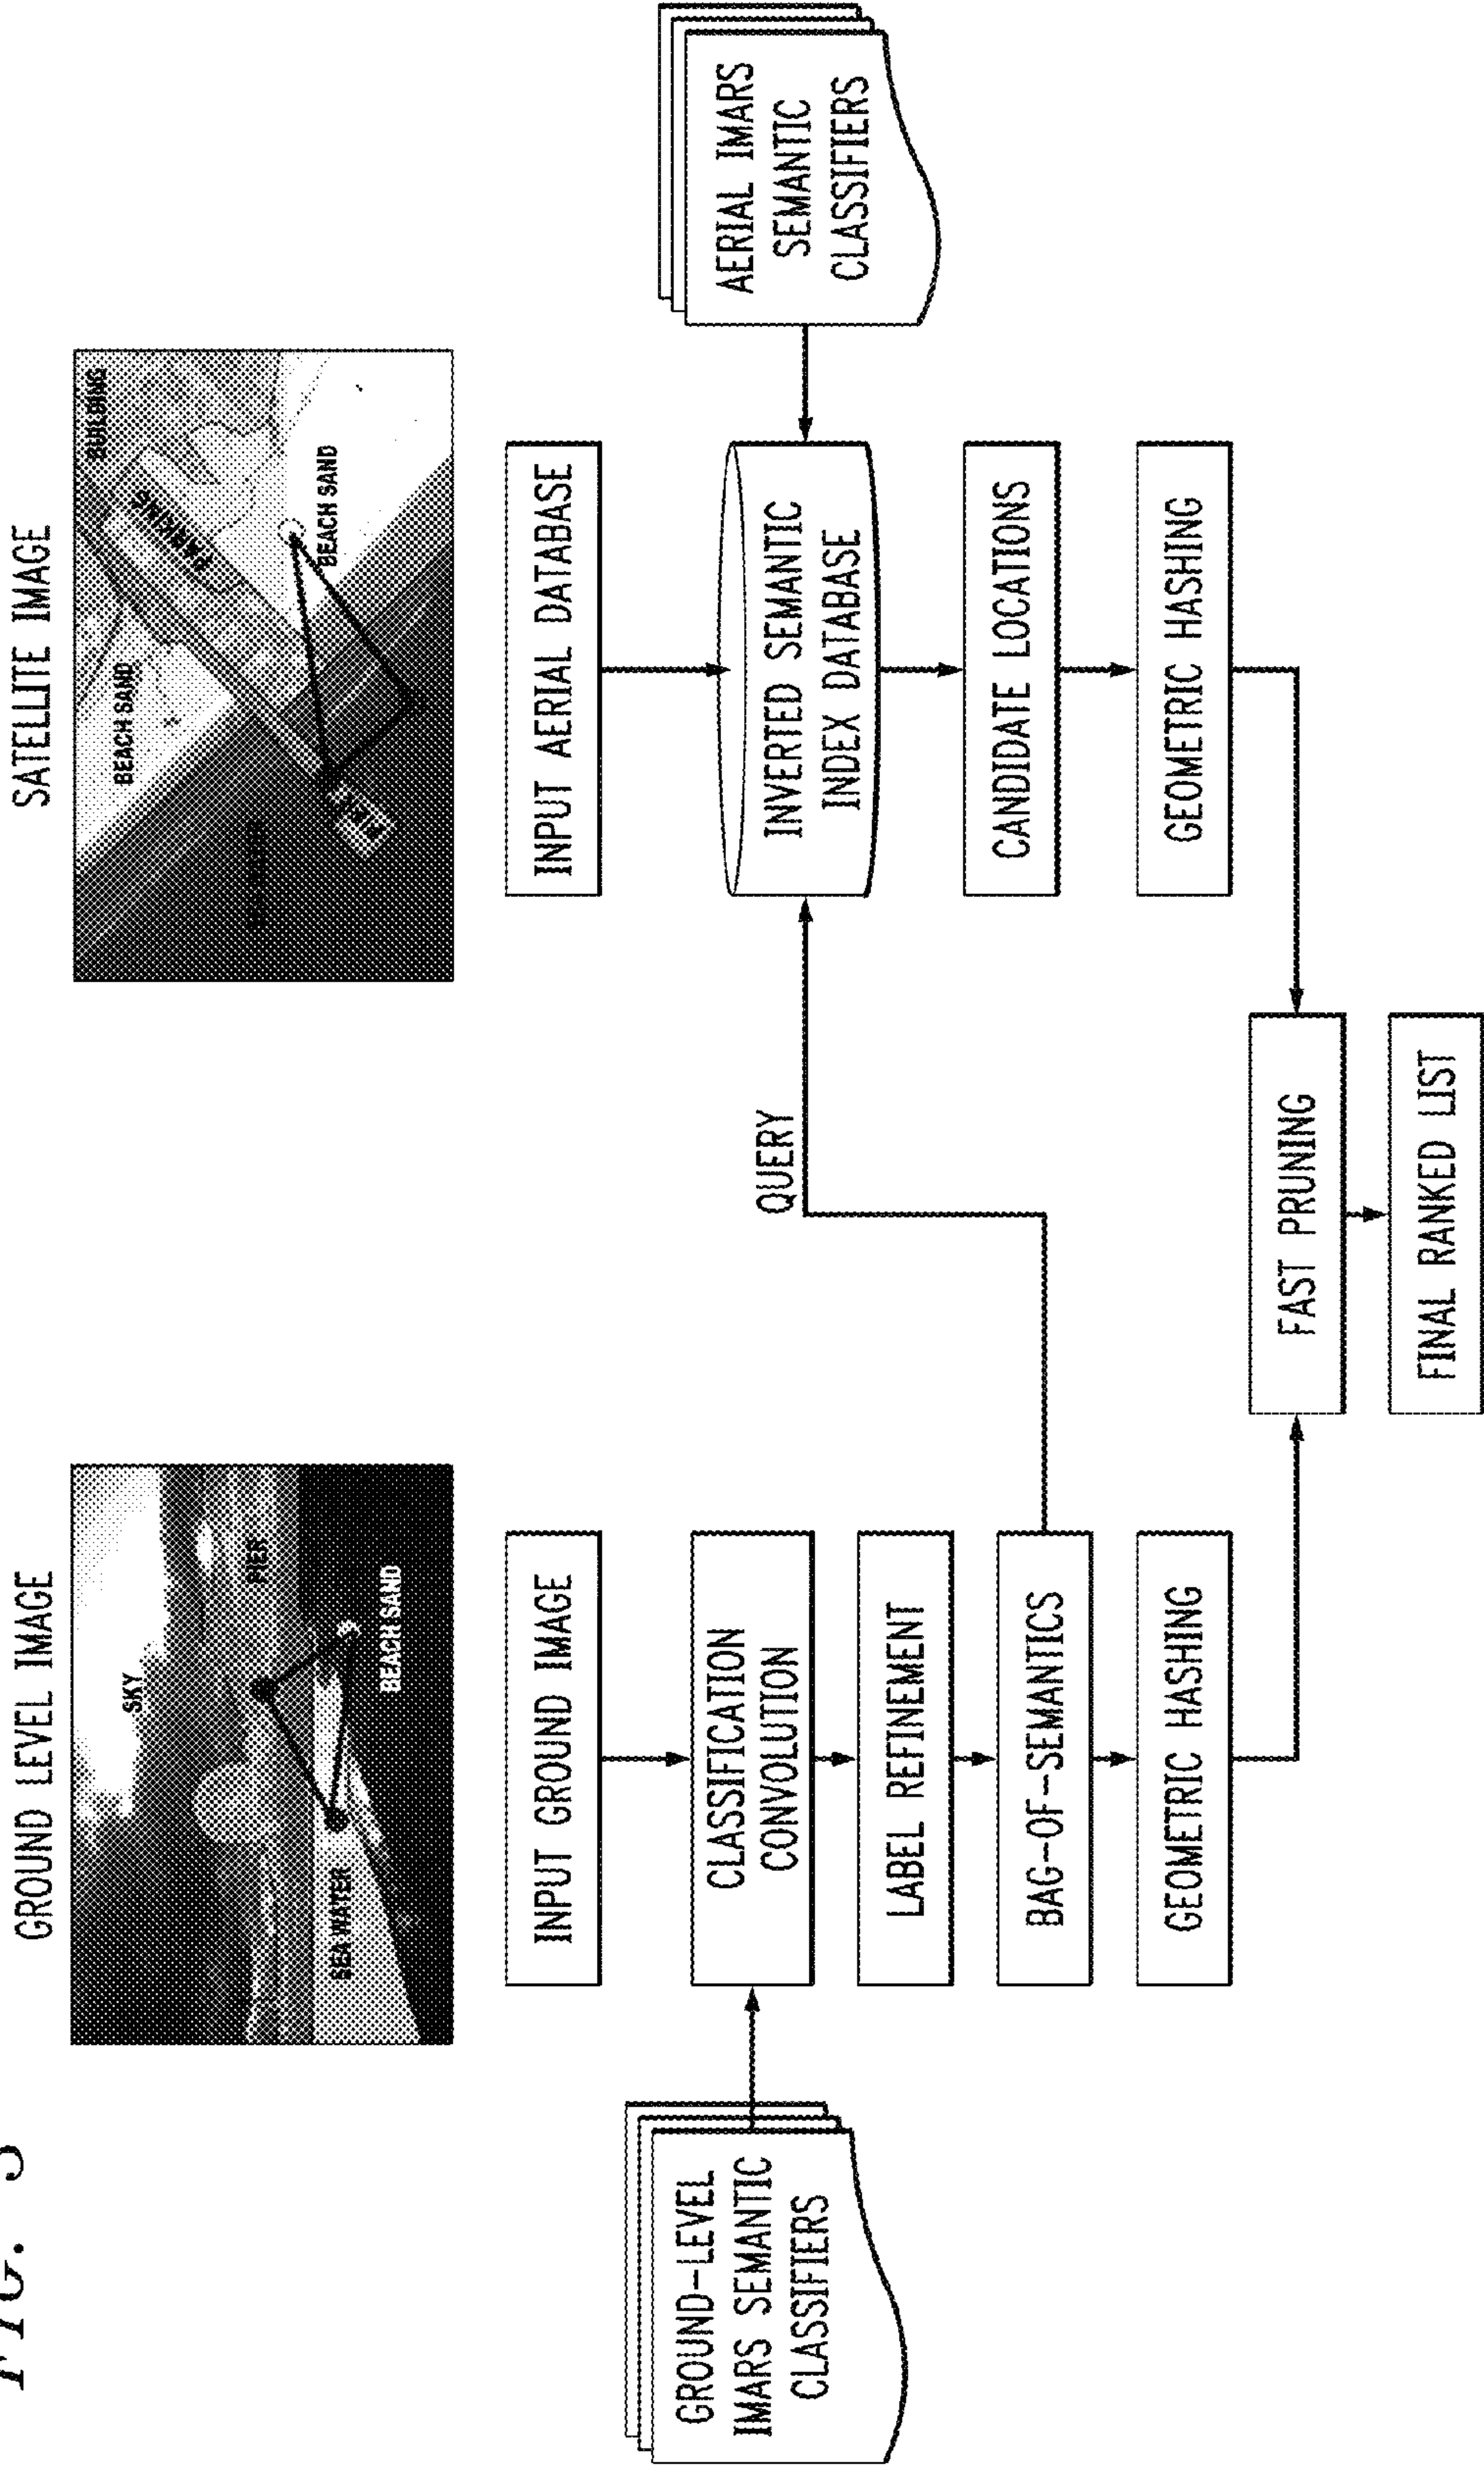 FIG. 3
GROUND LEVEL IMAGE
SATELLITE IMAGE
SKY
PIER
SEA WATER
BEACH SAND
BUILDING
BEACH SAND
BEACH SAND
INPUT GROUND IMAGE
INPUT AERIAL DATABASE
GROUND-LEVEL
IMARS SEMANTIC
CLASSIFIERS
CLASSIFICATION
CONVOLUTION
QUERY
INVERTED SEMANTIC
INDEX DATABASE
AERIAL IMARS
SEMANTIC
CLASSIFIERS
LABEL REFINEMENT
BAG-OF-SEMANTICS
CANDIDATE LOCATIONS
GEOMETRIC HASHING
GEOMETRIC HASHING
FAST PRUNING
FINAL RANKED LIST